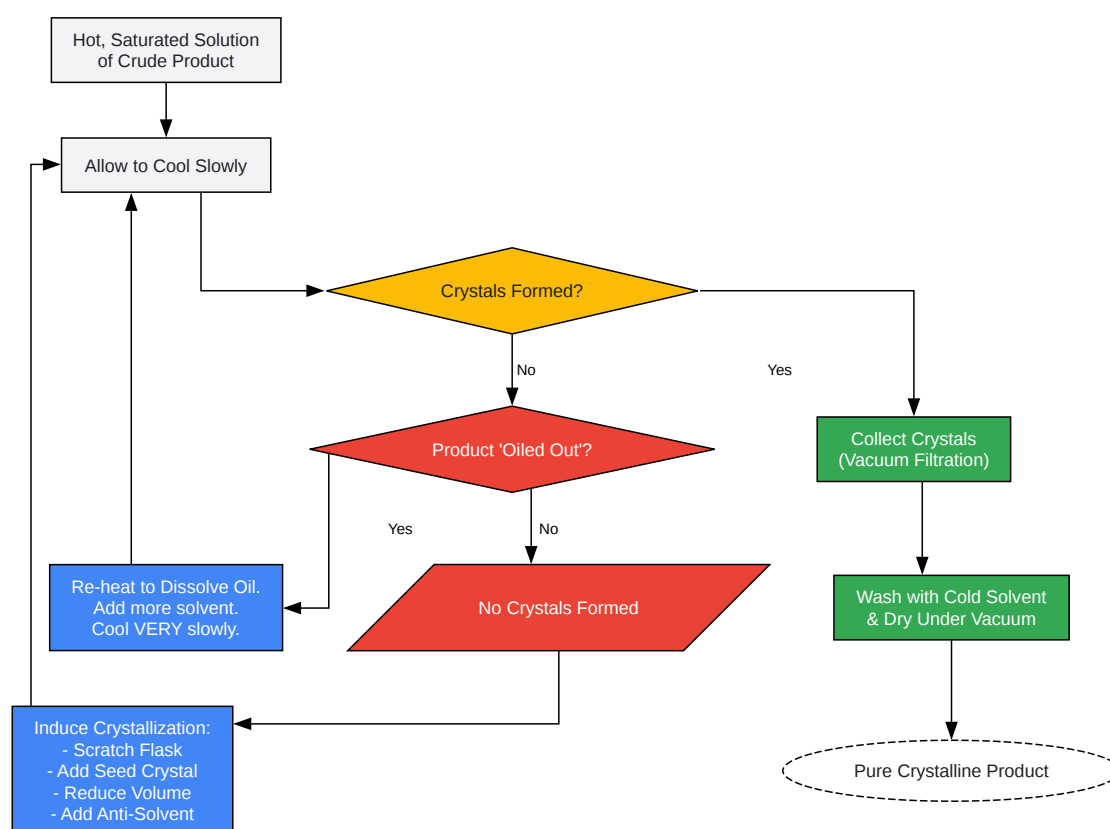 Hot, Saturated Solution
of Crude Product
Allow to Cool Slowly
Crystals Formed?
No
Yes
Product 'Oiled Out'?
Collect Crystals
(Vacuum Filtration)
Yes
No
Re-heat to Dissolve Oil.
Add more solvent.
Cool VERY slowly.
No Crystals Formed
Wash with Cold Solvent
& Dry Under Vacuum
Induce Crystallization:
- Scratch Flask
- Add Seed Crystal
- Reduce Volume
- Add Anti-Solvent
Pure Crystalline Product